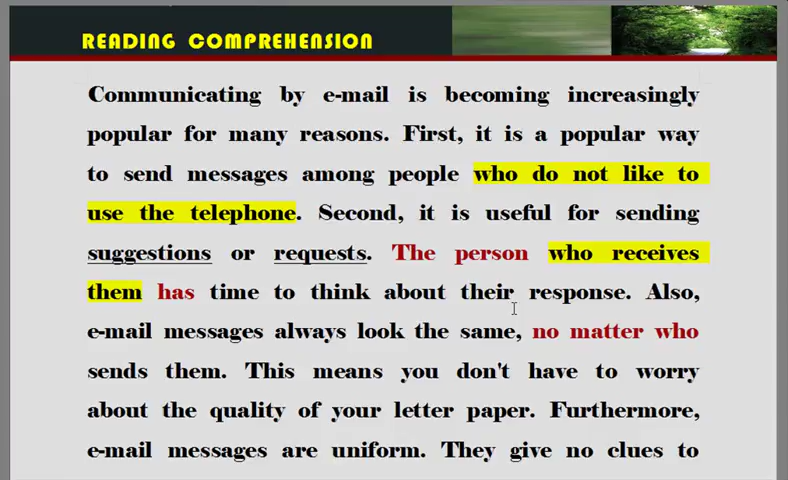 READING COMPREHENSION
Communicating by e-mail is becoming increasingly
popular for many reasons. First, it is a popular way
to send messages among people who do not like to
use the telephone. Second, it is useful for sending
suggestions or requests. The person who receives
them has time to think about their response. Also,
e-mail messages always look the same, no matter who
sends them. This means you don't have to worry
about the quality of your letter paper. Furthermore,
e-mail messages are uniform. They give no clues to